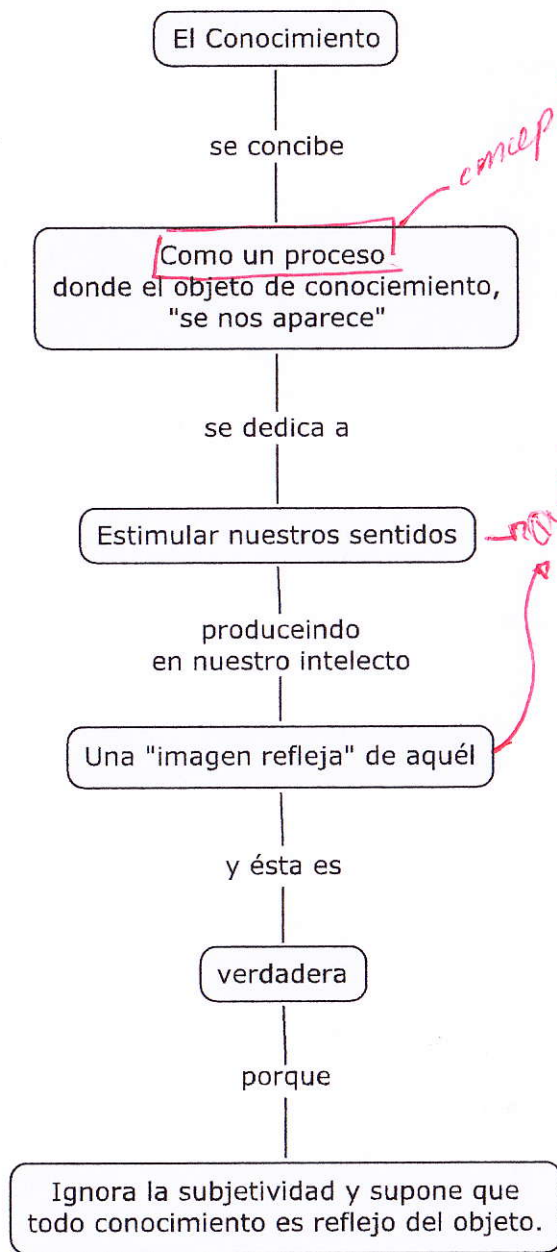 El Conocimiento
se concibe
Como un proceso
donde el objeto de conociemiento,
"se nos aparece"
se dedica a
Estimular nuestros sentidos
produceindo
en nuestro intelecto
Una "imagen refleja" de aquél
y ésta es
verdadera
porque
Ignora la subjetividad y supone que
todo conocimiento es reflejo del objeto.